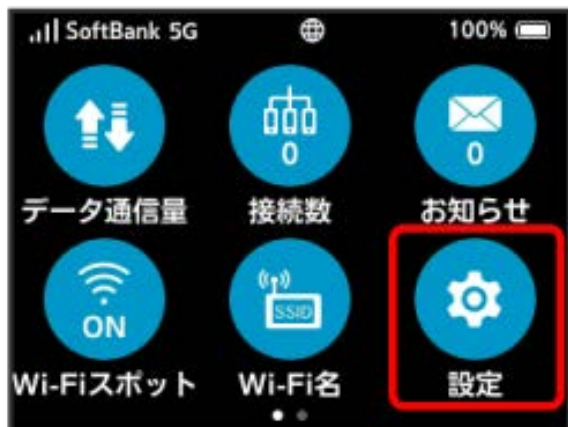 SoftBank 5G 100%
0 0
データ通信量 接続数 お知らせ
ON SSID
Wi-Fiスポット Wi-Fi名 設定